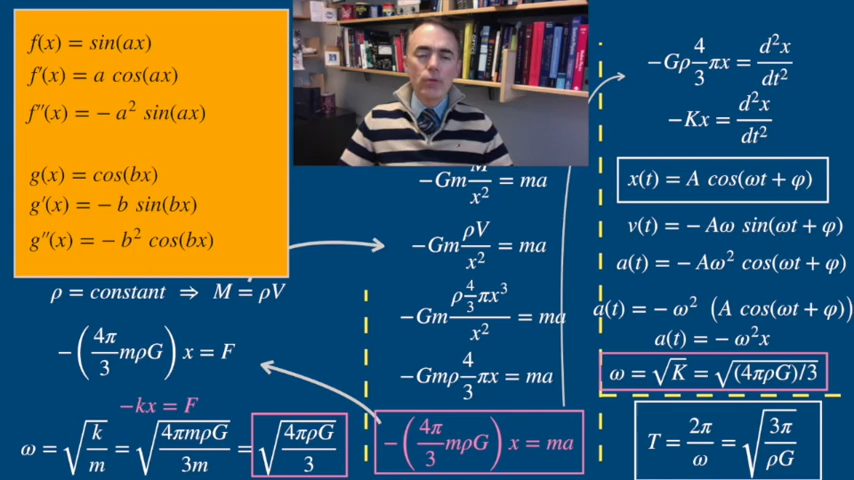 f(x) = sin(ax)
f′(x) = a cos(ax)
f″(x) = − a² sin(ax)
g(x) = cos(bx)
g′(x) = − b sin(bx)
g″(x) = − b² cos(bx)
ρ = constant ⇒ M = ρV
−(4π/3 mρG) x = F
−kx = F
ω = √(k/m) = √(4πmρG/3m) = √(4πρG/3)
−Gm M/x² = ma
−Gm ρV/x² = ma
−Gm ρ 4/3 πx³/x² = ma
−Gmρ 4/3 πx = ma
−(4π/3 mρG) x = ma
−Gρ 4/3 πx = d²x/dt²
−Kx = d²x/dt²
x(t) = A cos(ωt + φ)
v(t) = − Aω sin(ωt + φ)
a(t) = − Aω² cos(ωt + φ)
a(t) = − ω² (A cos(ωt + φ))
a(t) = − ω²x
ω = √K = √(4πρG)/3
T = 2π/ω = √(3π/ρG)